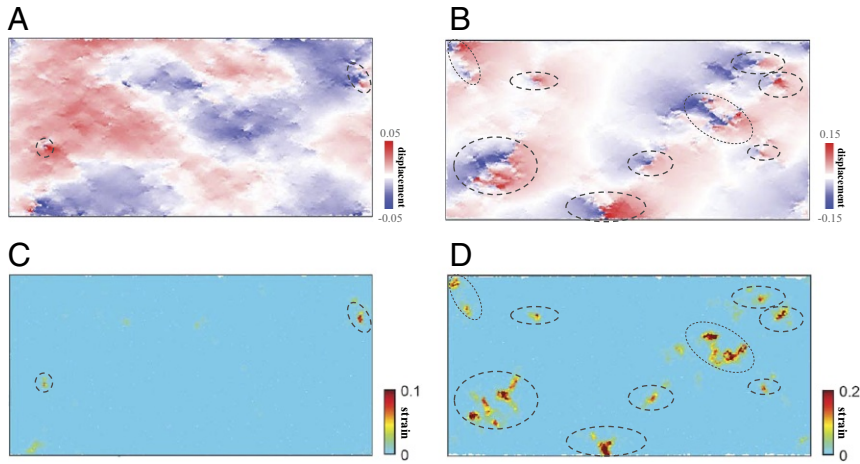 A
B
0.05
displacement
-0.05
0.15
displacement
-0.15
C
D
0.1
strain
0
0.2
strain
0